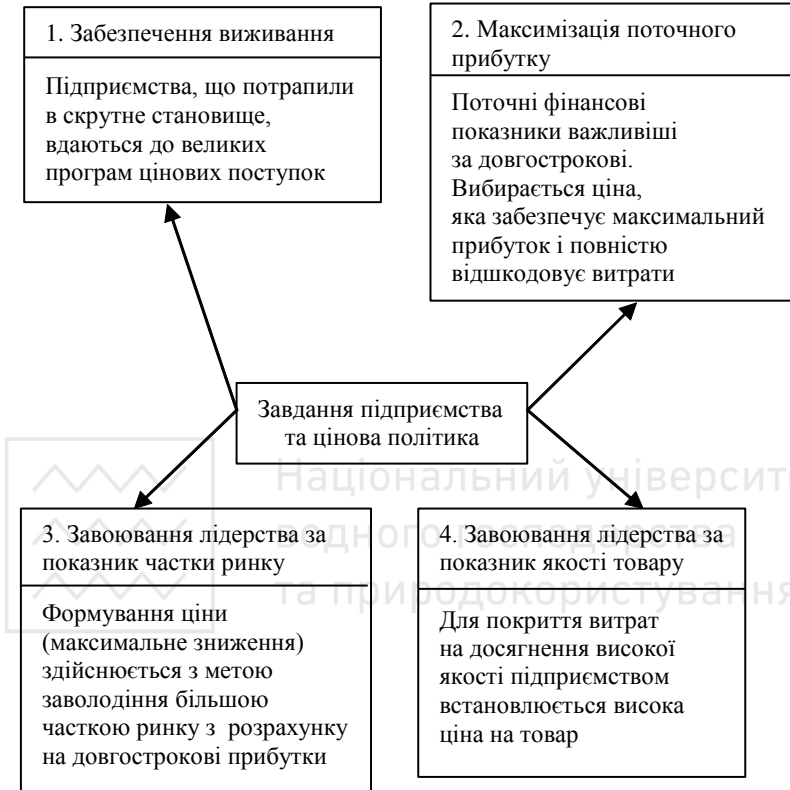 1. Забезпечення виживання
Підприємства, що потрапили
в скрутне становище,
вдаються до великих
програм цінових поступок
2. Максимізація поточного
прибутку
Поточні фінансові
показники важливіші
за довгострокові.
Вибирається ціна,
яка забезпечує максимальний
прибуток і повністю
відшкодовує витрати
Завдання підприємства
та цінова політика
3. Завоювання лідерства за
показник частки ринку
Формування ціни
(максимальне зниження)
здійснюється з метою
заволодіння більшою
часткою ринку з розрахунку
на довгострокові прибутки
4. Завоювання лідерства за
показник якості товару
Для покриття витрат
на досягнення високої
якості підприємством
встановлюється висока
ціна на товар
Національний
водного господарства
та природокористування